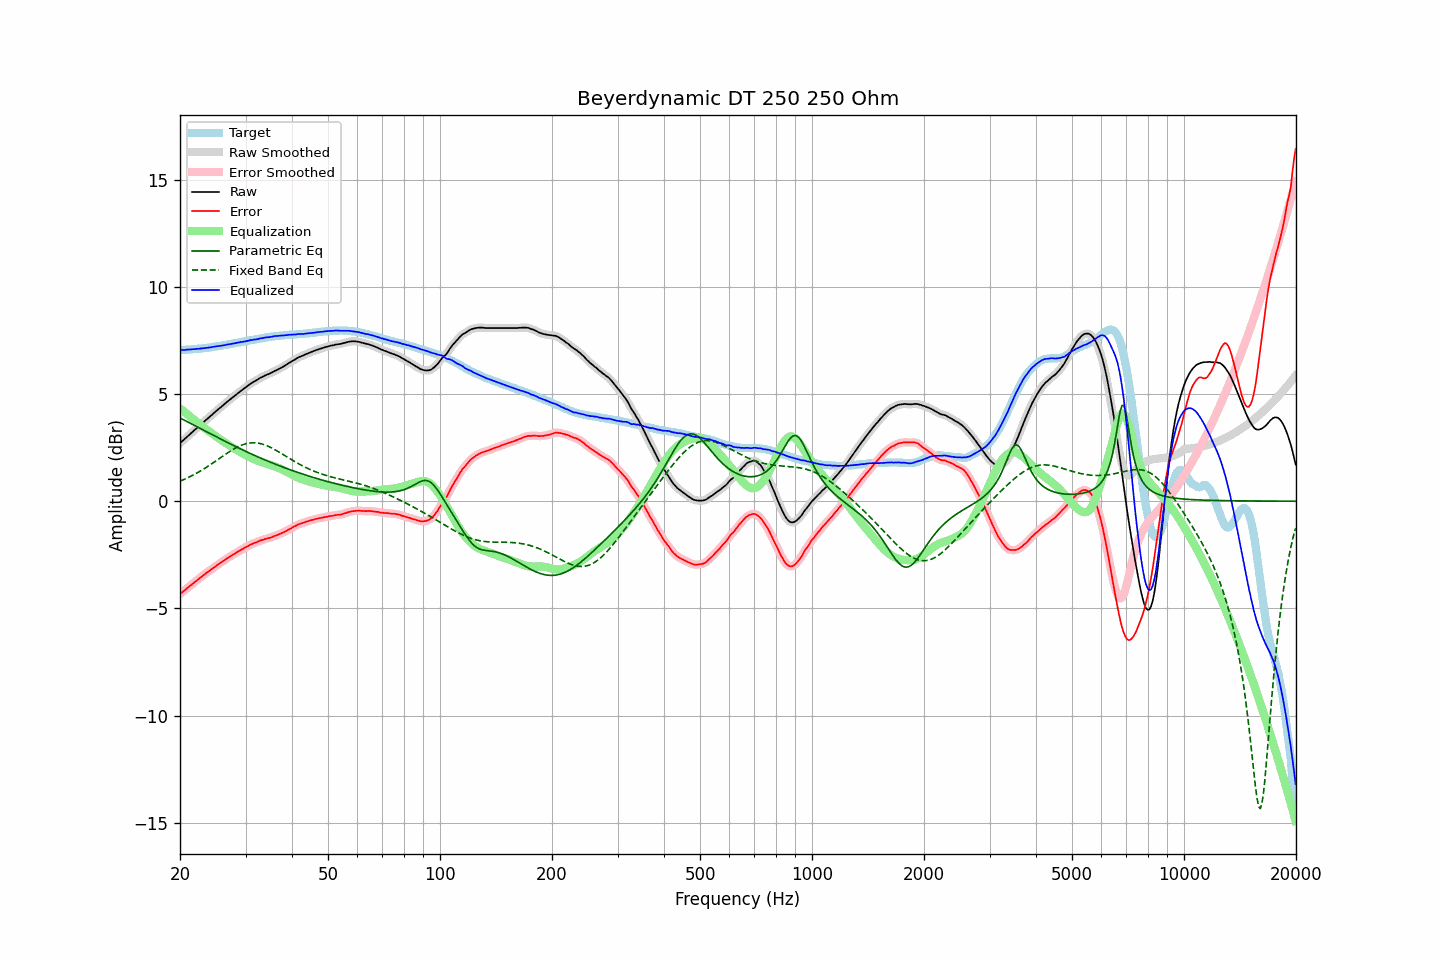 Beyerdynamic DT 250 250 Ohm
Target
Raw Smoothed
Error Smoothed
Raw
Error
Equalization
Parametric Eq
Fixed Band Eq
Equalized
15
10
5
0
−5
−10
−15
Amplitude (dBr)
20
50
100
200
500
1000
2000
5000
10000
20000
Frequency (Hz)